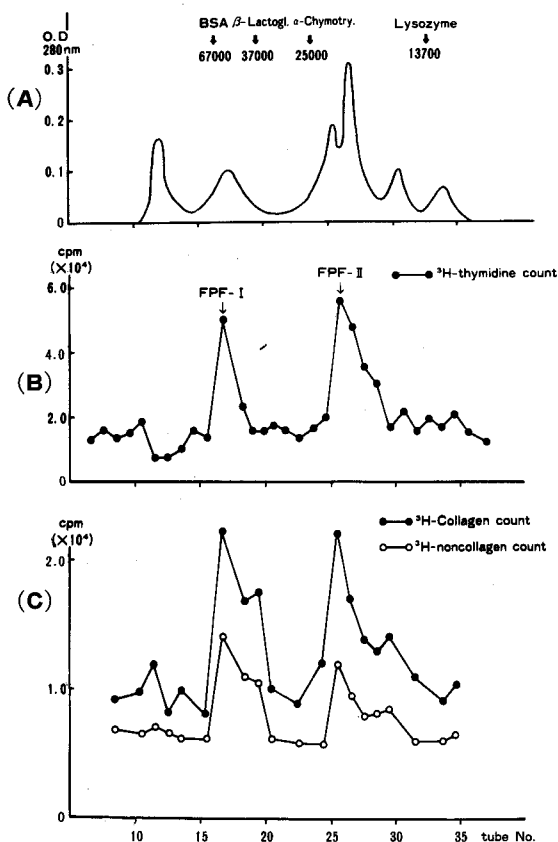 BSA β-Lactogl. α-Chymotry. Lysozyme
O.D
280nm
67000 37000 25000 13700
(A)
0.3
0.2
0.1
0
cpm
(×10⁴)
●—● ³H-thymidine count
FPF-I FPF-II
6.0
4.0
(B)
2.0
0
cpm
(×10⁴)
●—● ³H-Collagen count
○—○ ³H-noncollagen count
2.0
(C)
1.0
0
10 15 20 25 30 35 tube No.